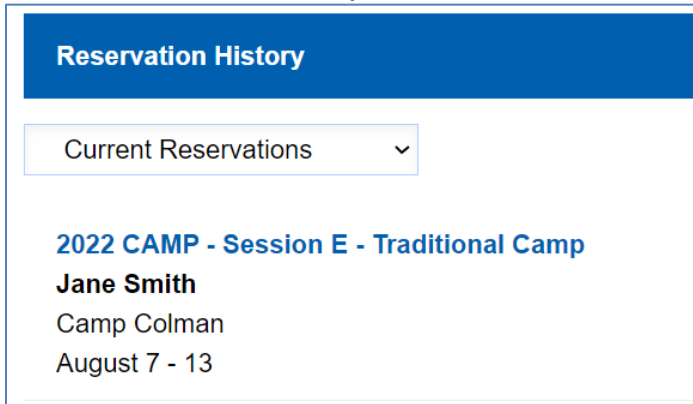 Reservation History
Current Reservations
2022 CAMP - Session E - Traditional Camp
Jane Smith
Camp Colman
August 7 - 13